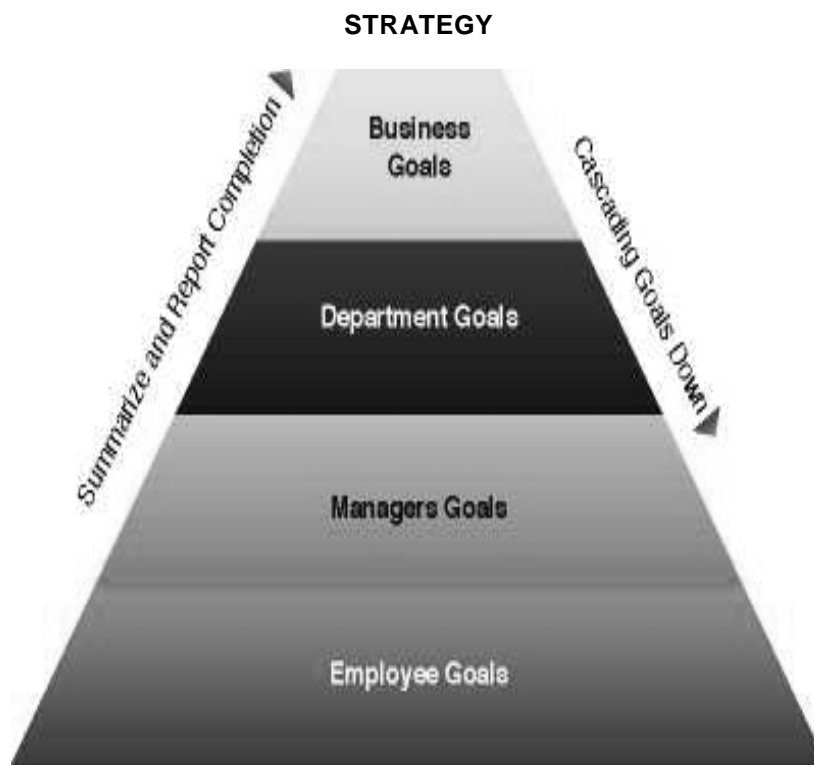 STRATEGY
Business
Goals
Summarize and Report Completion
Cascading Goals Down
Department Goals
Managers Goals
Employee Goals